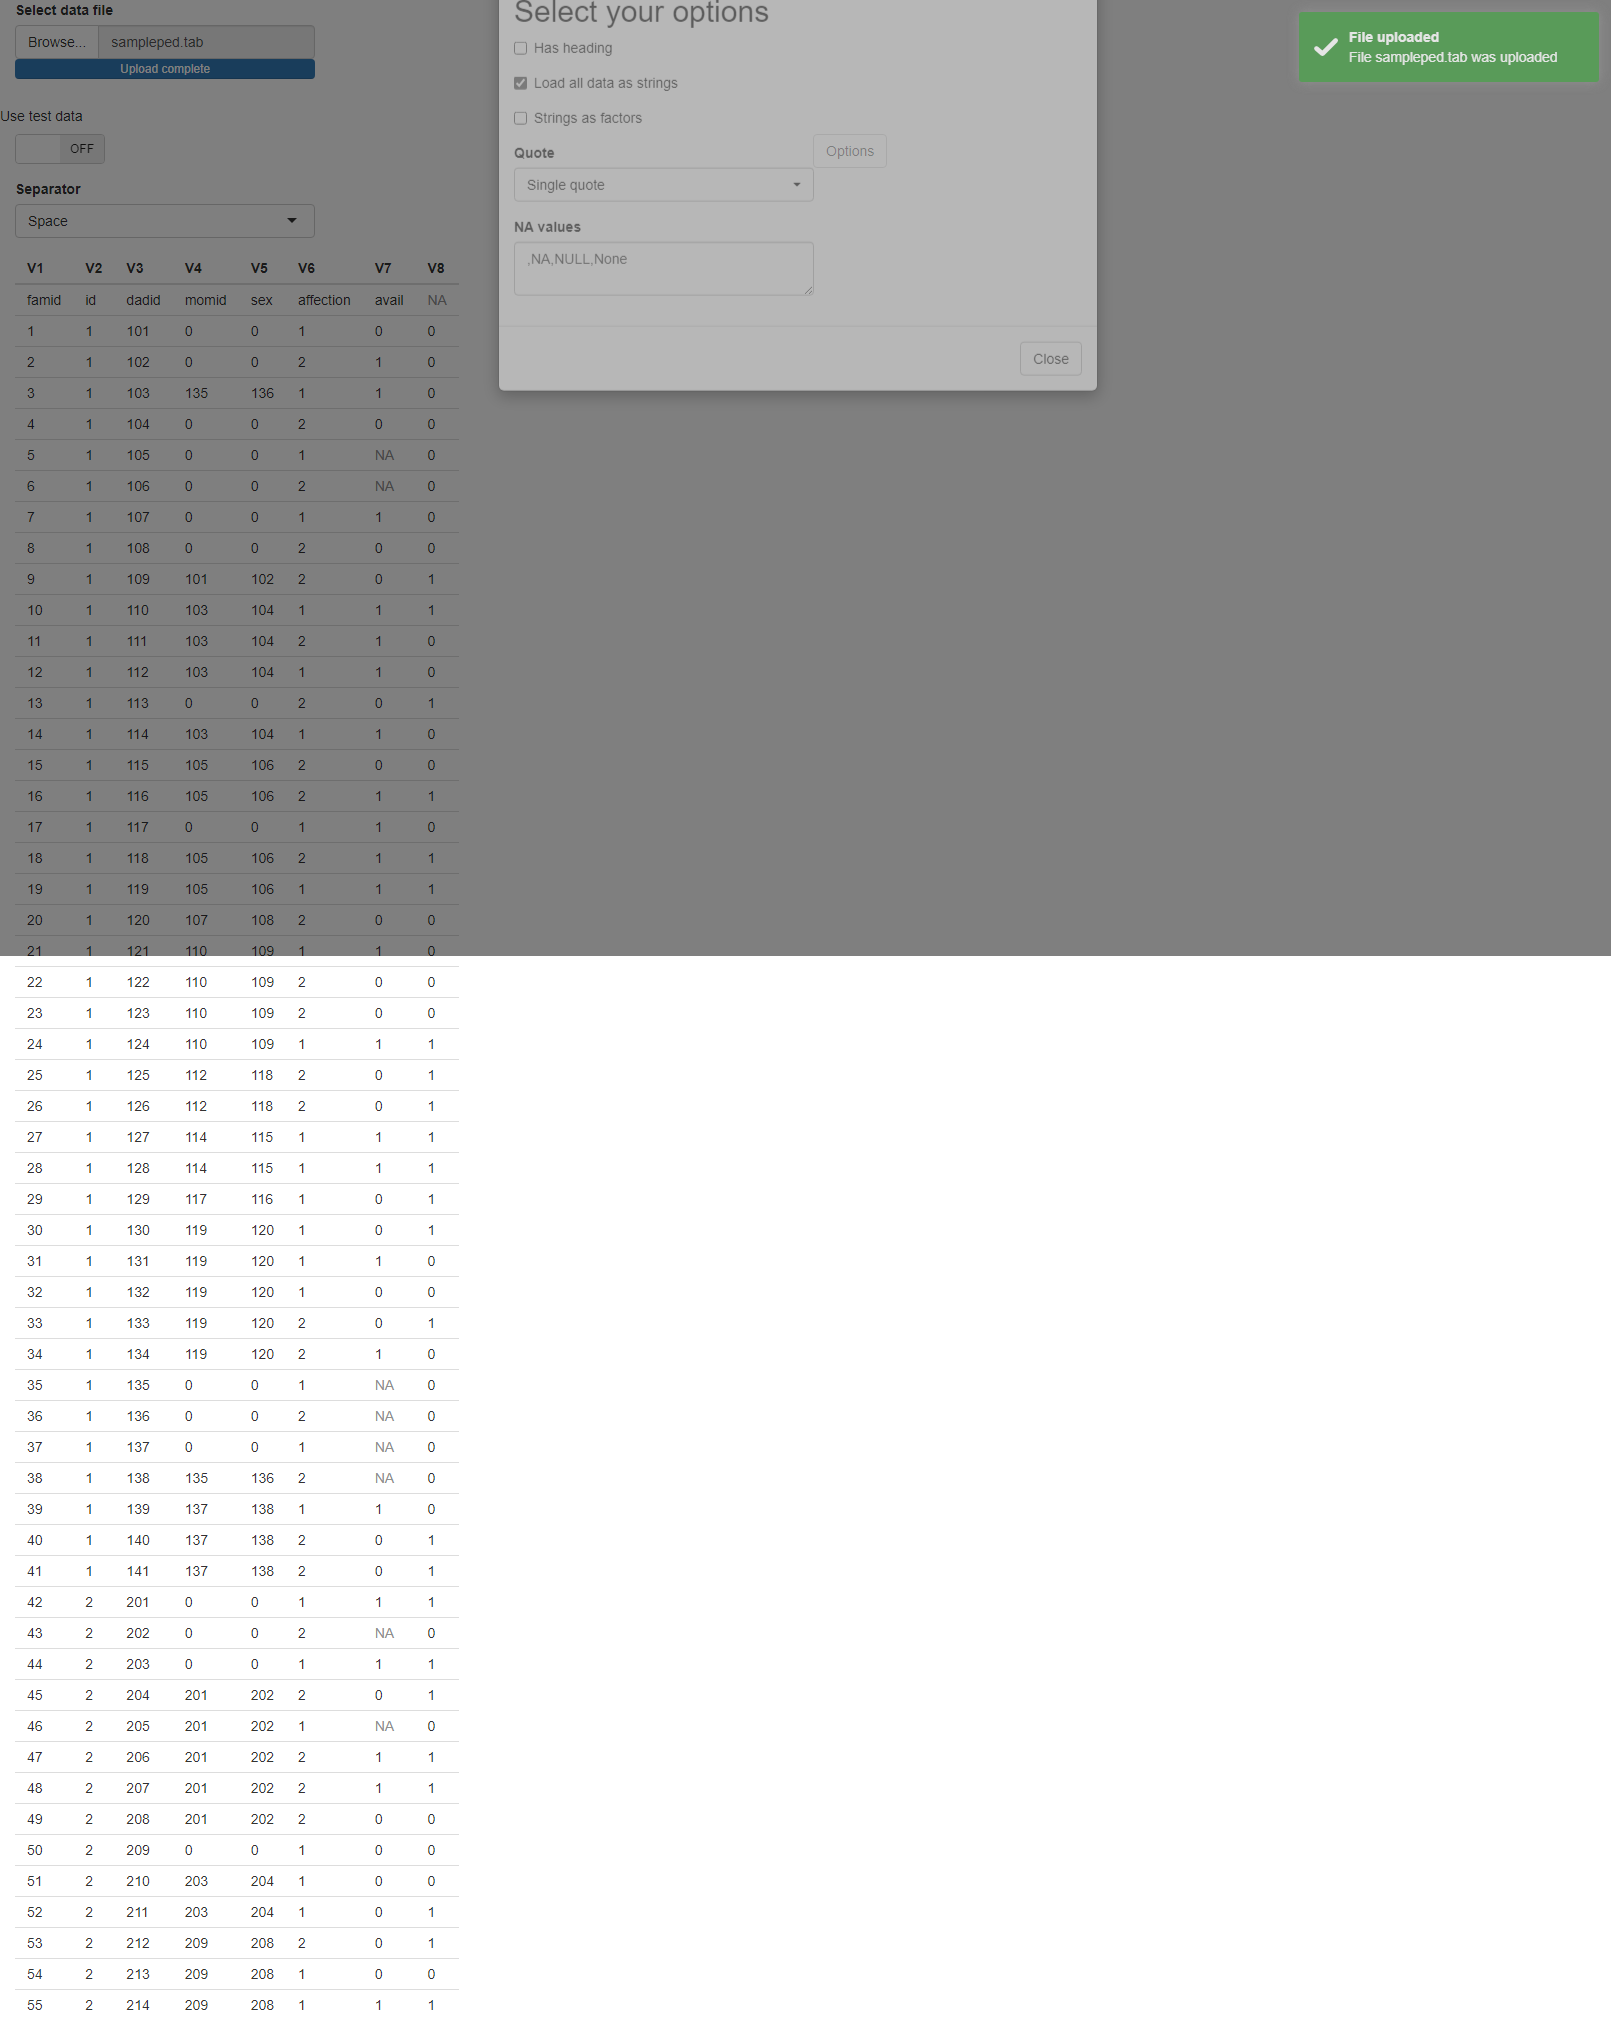 Select data file
Browse... sampleped.tab
Upload complete
Use test data
OFF
Separator
Space
Select your options
Has heading
Load all data as strings
Strings as factors
Quote
Options
Single quote
NA values
,NA,NULL,None
Close
File uploaded
File sampleped.tab was uploaded
V1 V2 V3 V4 V5 V6 V7 V8
famid id dadid momid sex affection avail NA
1 1 101 0 0 1 0 0
2 1 102 0 0 2 1 0
3 1 103 135 136 1 1 0
4 1 104 0 0 2 0 0
5 1 105 0 0 1 NA 0
6 1 106 0 0 2 NA 0
7 1 107 0 0 1 1 0
8 1 108 0 0 2 0 0
9 1 109 101 102 2 0 1
10 1 110 103 104 1 1 1
11 1 111 103 104 2 1 0
12 1 112 103 104 1 1 0
13 1 113 0 0 2 0 1
14 1 114 103 104 1 1 0
15 1 115 105 106 2 0 0
16 1 116 105 106 2 1 1
17 1 117 0 0 1 1 0
18 1 118 105 106 2 1 1
19 1 119 105 106 1 1 1
20 1 120 107 108 2 0 0
21 1 121 110 109 1 1 0
22 1 122 110 109 2 0 0
23 1 123 110 109 2 0 0
24 1 124 110 109 1 1 1
25 1 125 112 118 2 0 1
26 1 126 112 118 2 0 1
27 1 127 114 115 1 1 1
28 1 128 114 115 1 1 1
29 1 129 117 116 1 0 1
30 1 130 119 120 1 0 1
31 1 131 119 120 1 1 0
32 1 132 119 120 1 0 0
33 1 133 119 120 2 0 1
34 1 134 119 120 2 1 0
35 1 135 0 0 1 NA 0
36 1 136 0 0 2 NA 0
37 1 137 0 0 1 NA 0
38 1 138 135 136 2 NA 0
39 1 139 137 138 1 1 0
40 1 140 137 138 2 0 1
41 1 141 137 138 2 0 1
42 2 201 0 0 1 1 1
43 2 202 0 0 2 NA 0
44 2 203 0 0 1 1 1
45 2 204 201 202 2 0 1
46 2 205 201 202 1 NA 0
47 2 206 201 202 2 1 1
48 2 207 201 202 2 1 1
49 2 208 201 202 2 0 0
50 2 209 0 0 1 0 0
51 2 210 203 204 1 0 0
52 2 211 203 204 1 0 1
53 2 212 209 208 2 0 1
54 2 213 209 208 1 0 0
55 2 214 209 208 1 1 1